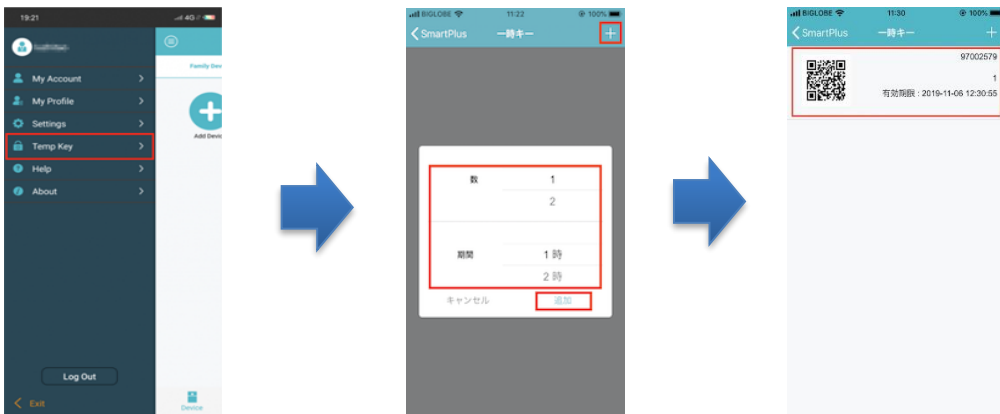 19:21
4G
Family Dev
My Account
My Profile
Settings
Temp Key
Help
About
Add Device
Log Out
Exit
Device
BIGLOBE 11:22 100%
SmartPlus 一時キー +
数 1
2
期間 1 時
2 時
キャンセル 追加
BIGLOBE 11:30 100%
SmartPlus 一時キー +
97002579
1
有効期限 : 2019-11-06 12:30:55